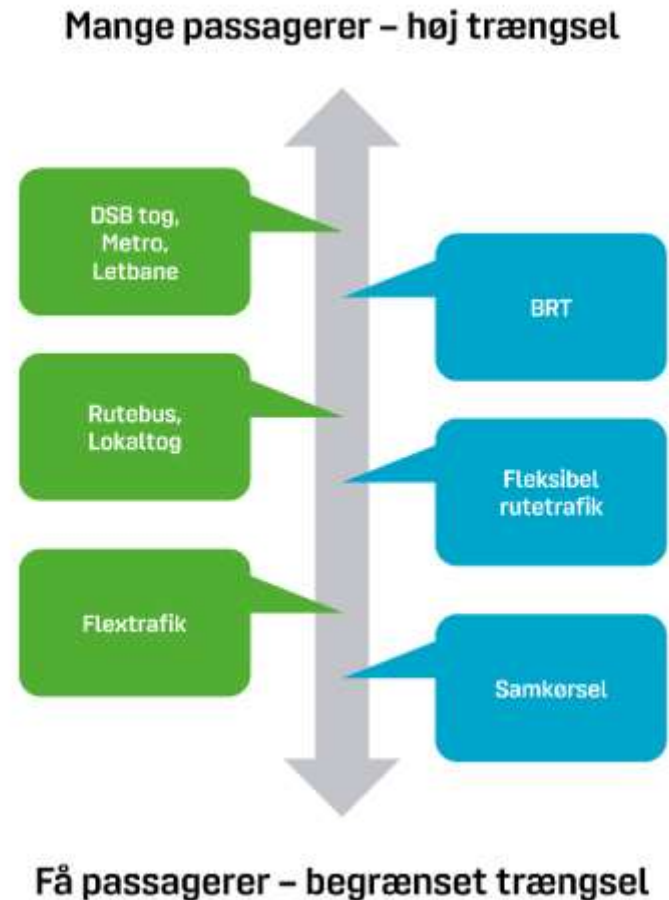 Mange passagerer – høj trængsel
DSB tog,
Metro,
Letbane
BRT
Rutebus,
Lokaltog
Fleksibel
rutetrafik
Flextrafik
Samkørsel
Få passagerer – begrænset trængsel